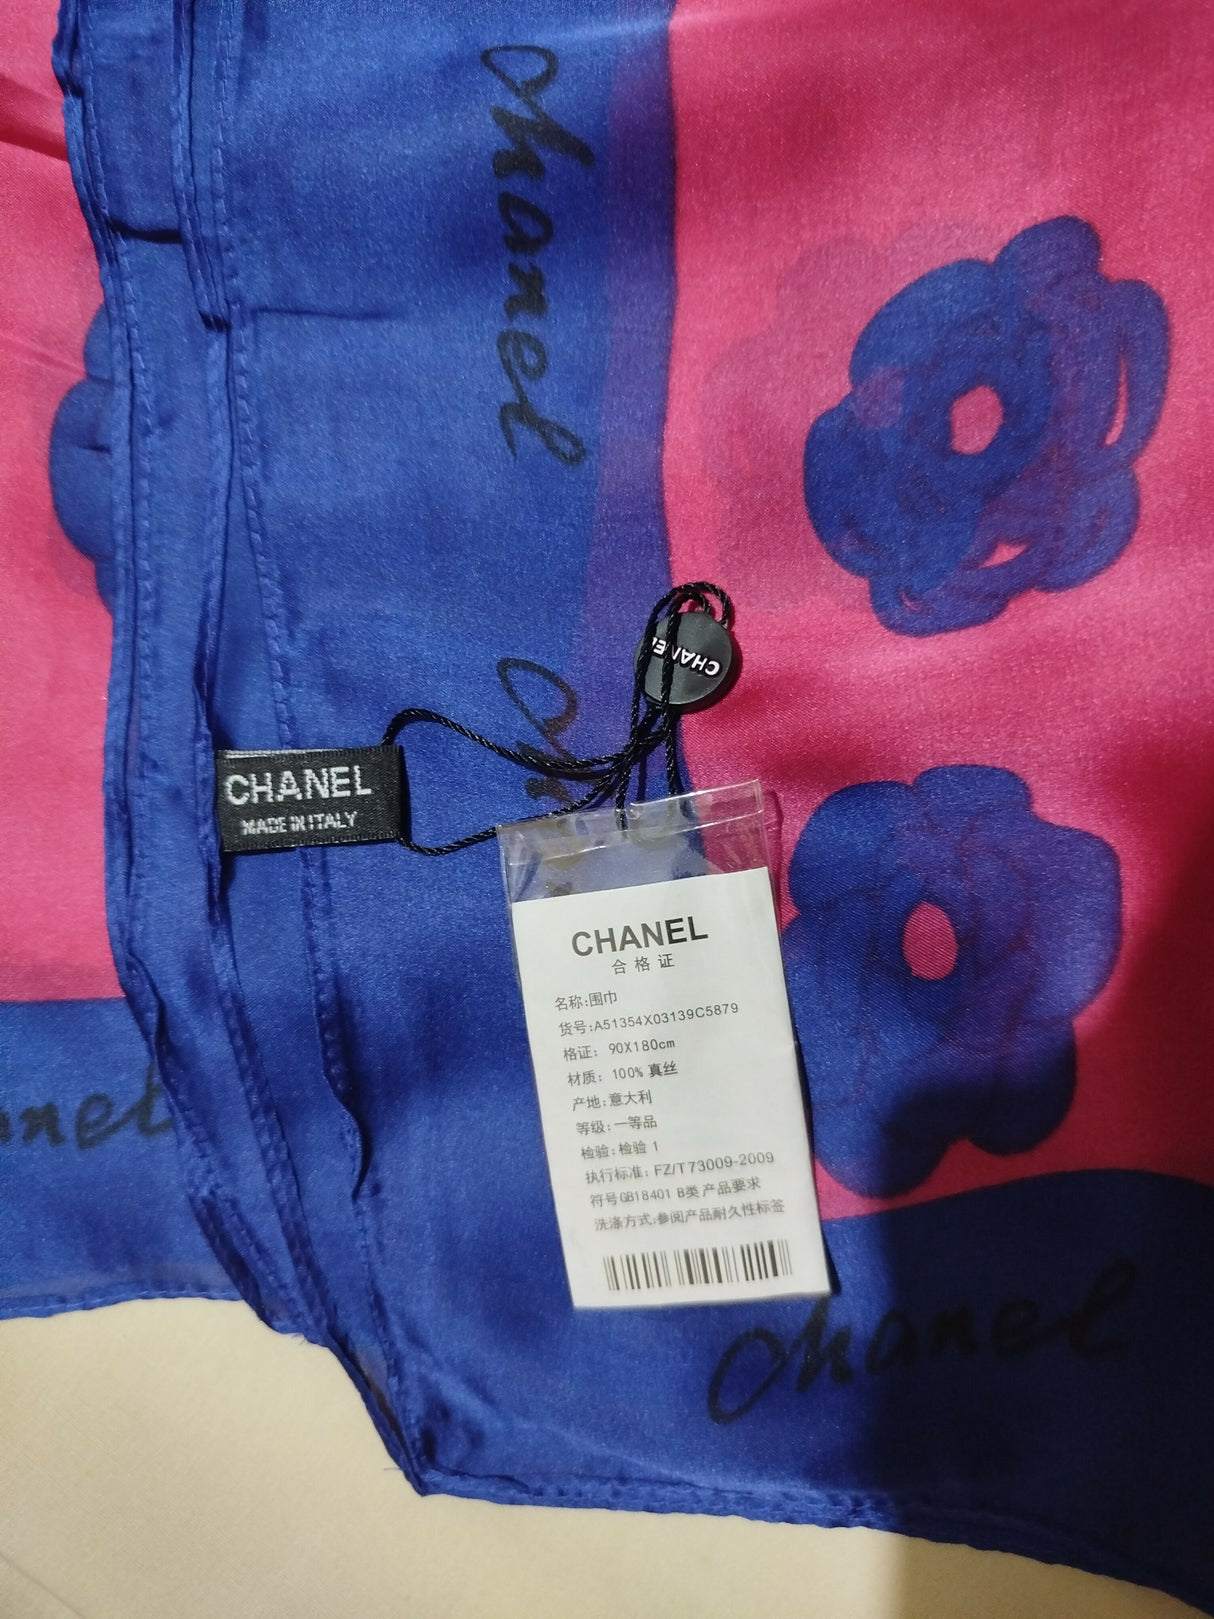 chanel
CHANEL
ch
CHANEL
MADE IN ITALY
CHANEL
合格证
名称:围巾
货号:A51354X03139C5879
格证: 90X180cm
材质: 100% 真丝
产地:意大利
等级:一等品
检验:检验 1
执行标准: FZ/T73009-2009
符号GB18401 B类 产品要求
洗涤方式:参阅产品耐久性标签
nel
chanel